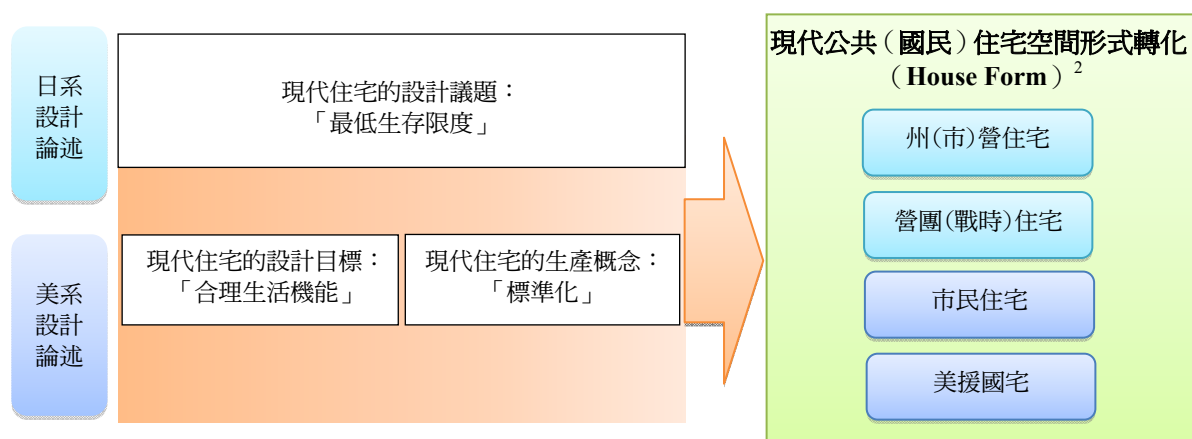 日系
設計
論述
美系
設計
論述
現代住宅的設計議題：
「最低生存限度」
現代住宅的設計目標：
「合理生活機能」
現代住宅的生產概念：
「標準化」
現代公共（國民）住宅空間形式轉化
（House Form）2
州(市)營住宅
營團(戰時)住宅
市民住宅
美援國宅